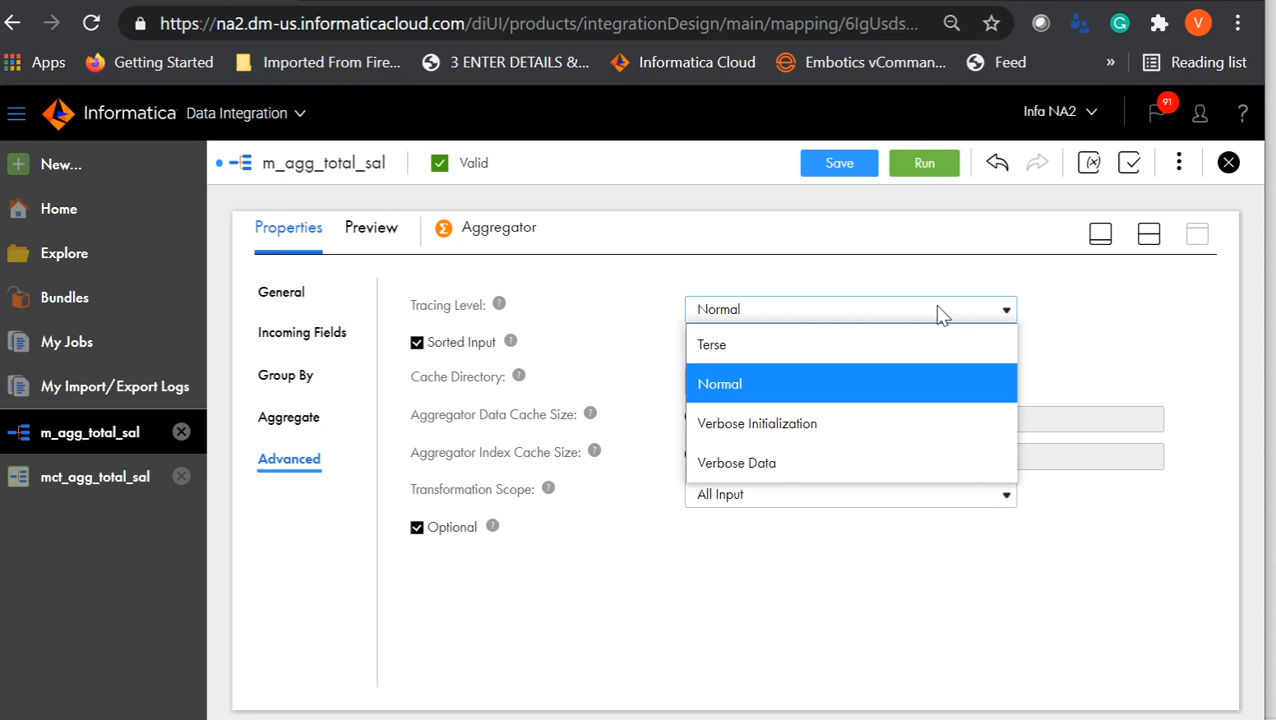 https://na2.dm-us.informaticacloud.com/diUI/products/integrationDesign/main/mapping/6IgUsds...
V
Apps
Getting Started
Imported From Fire...
3 ENTER DETAILS &...
Informatica Cloud
Embotics vComman...
Feed
»
Reading list
Informatica Data Integration
Infa NA2
91
?
New...
Home
Explore
Bundles
My Jobs
My Import/Export Logs
m_agg_total_sal
mct_agg_total_sal
m_agg_total_sal
Valid
Save
Run
(x)
Properties
Preview
Σ Aggregator
General
Incoming Fields
Group By
Aggregate
Advanced
Tracing Level: ?
Normal
Sorted Input ?
Terse
Cache Directory: ?
Normal
Aggregator Data Cache Size: ?
Verbose Initialization
Aggregator Index Cache Size: ?
Verbose Data
Transformation Scope: ?
All Input
Optional ?